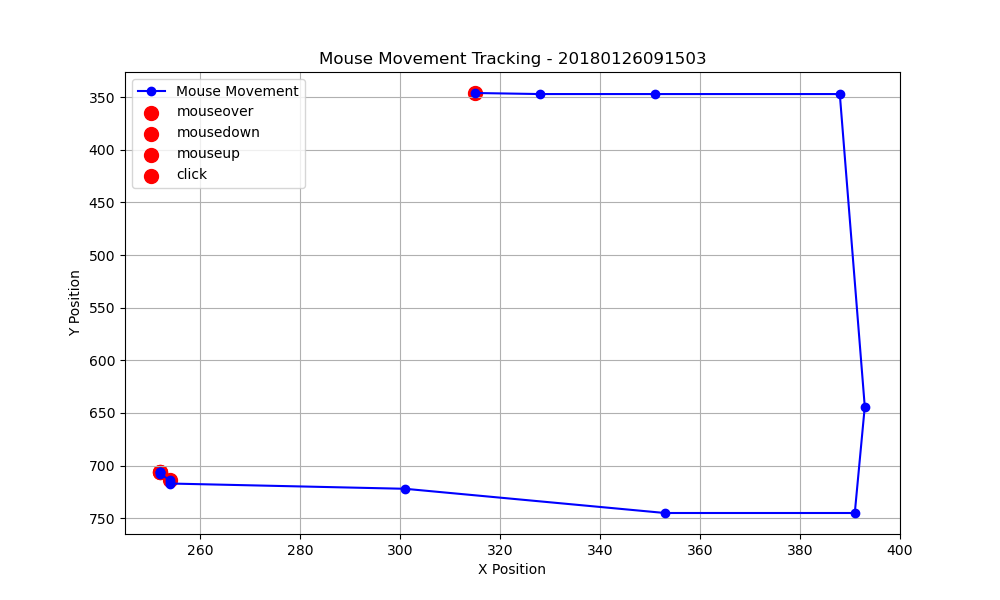 Mouse Movement Tracking - 20180126091503
Mouse Movement
mouseover
mousedown
mouseup
click
350
400
450
500
550
600
650
700
750
Y Position
260 280 300 320 340 360 380 400
X Position